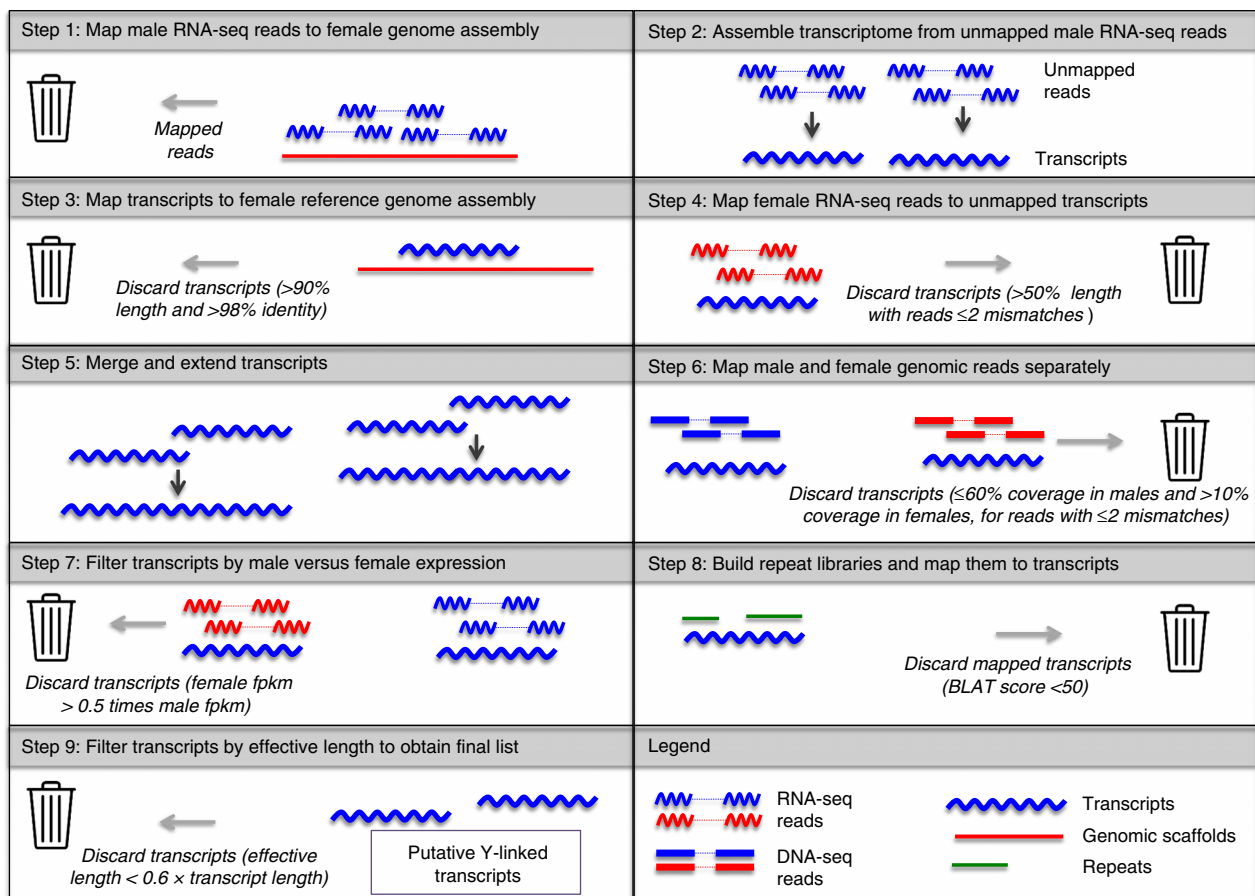 Step 1: Map male RNA-seq reads to female genome assembly
Mapped
reads
Step 2: Assemble transcriptome from unmapped male RNA-seq reads
Unmapped
reads
Transcripts
Step 3: Map transcripts to female reference genome assembly
Discard transcripts (>90%
length and >98% identity)
Step 4: Map female RNA-seq reads to unmapped transcripts
Discard transcripts (>50% length
with reads ≤2 mismatches )
Step 5: Merge and extend transcripts
Step 6: Map male and female genomic reads separately
Discard transcripts (≤60% coverage in males and >10%
coverage in females, for reads with ≤2 mismatches)
Step 7: Filter transcripts by male versus female expression
Discard transcripts (female fpkm
> 0.5 times male fpkm)
Step 8: Build repeat libraries and map them to transcripts
Discard mapped transcripts
(BLAT score <50)
Step 9: Filter transcripts by effective length to obtain final list
Discard transcripts (effective
length < 0.6 × transcript length)
Putative Y-linked
transcripts
Legend
RNA-seq
reads
DNA-seq
reads
Transcripts
Genomic scaffolds
Repeats